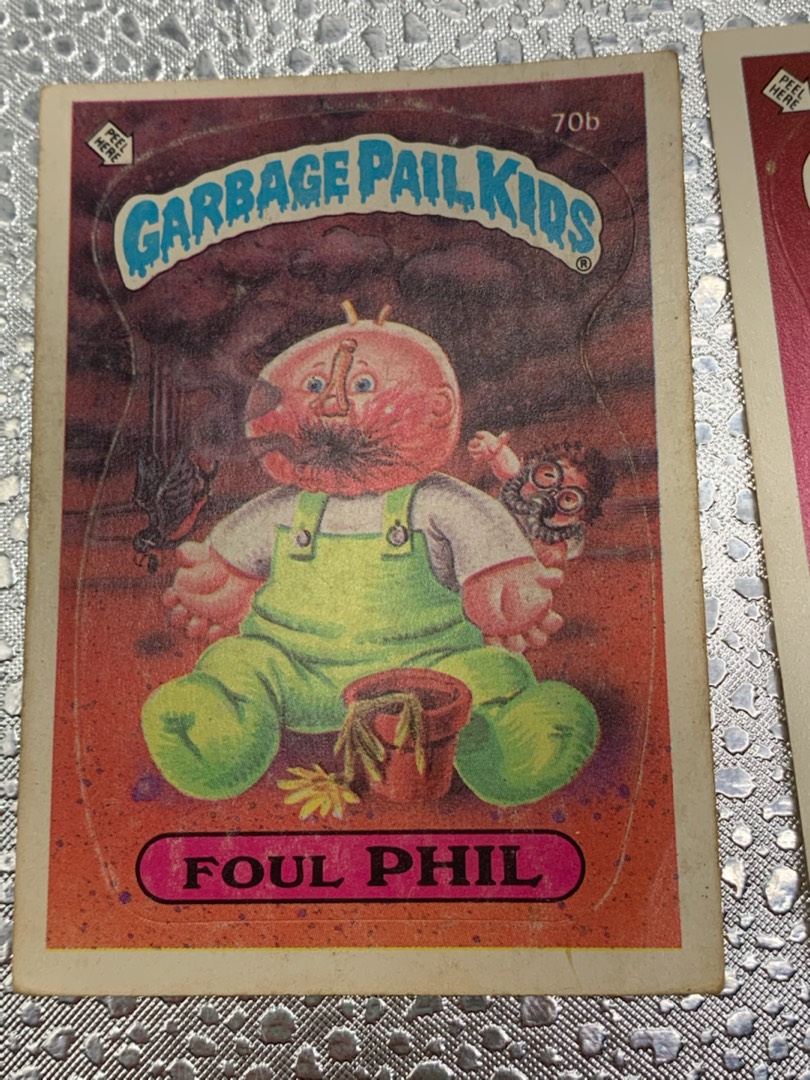 70b
PEEL
HERE
GARBAGE PAIL KIDS
®
FOUL PHIL
PEEL
HERE